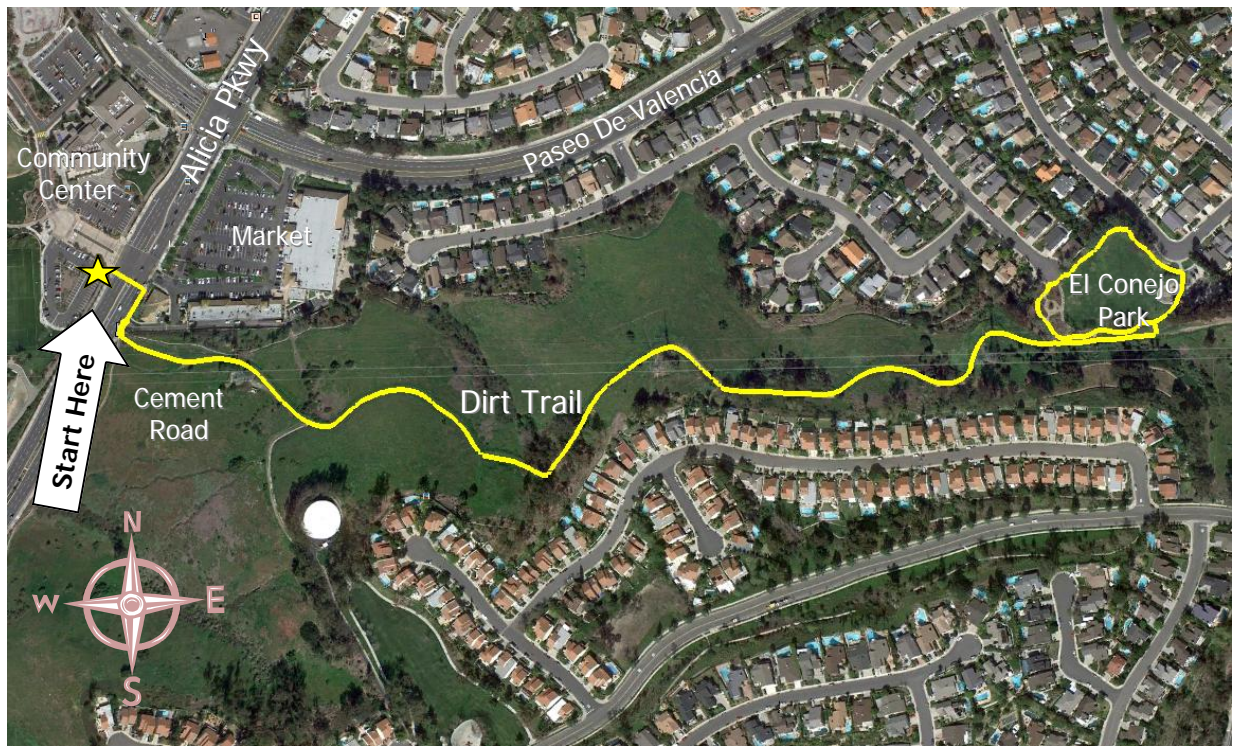 Alicia Pkwy
Paseo De Valencia
Community
Center
Market
El Conejo
Park
Start Here
Cement
Road
Dirt Trail
N
W
E
S